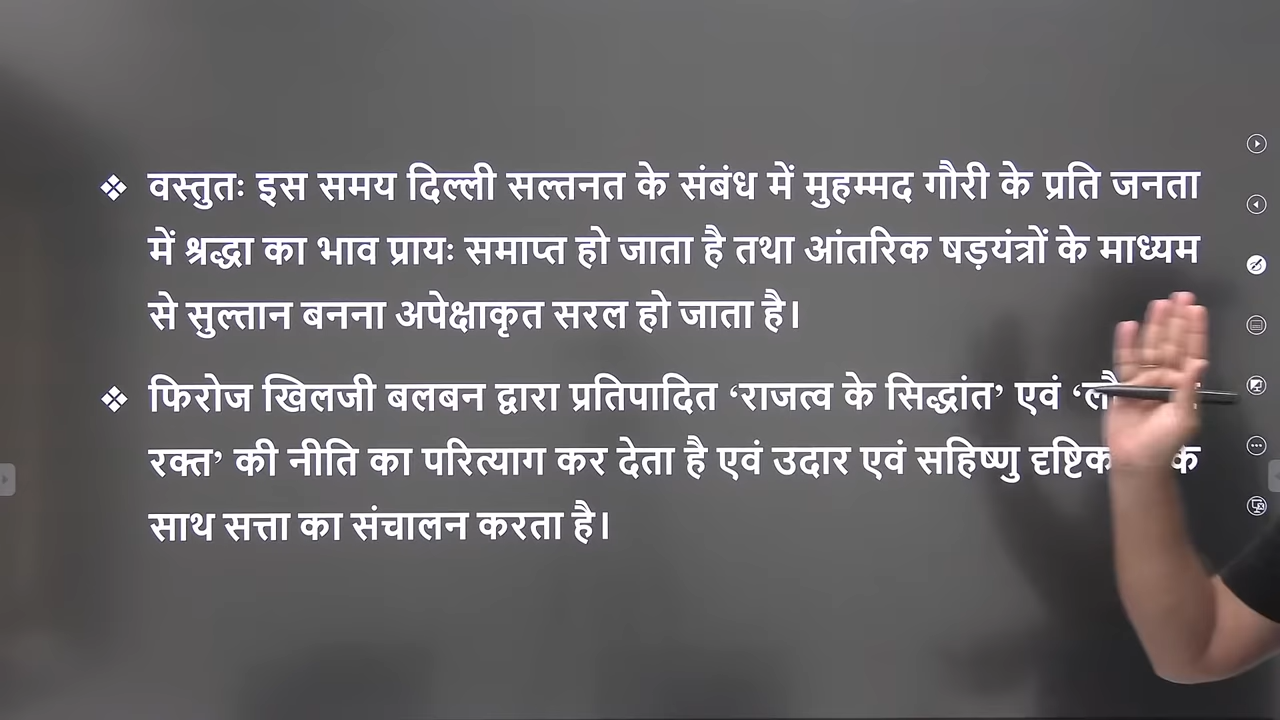 ❖ वस्तुतः इस समय दिल्ली सल्तनत के संबंध में मुहम्मद गौरी के प्रति जनता
में श्रद्धा का भाव प्रायः समाप्त हो जाता है तथा आंतरिक षड़यंत्रों के माध्यम
से सुल्तान बनना अपेक्षाकृत सरल हो जाता है।
❖ फिरोज खिलजी बलबन द्वारा प्रतिपादित ‘राजत्व के सिद्धांत’ एवं
रक्त’ की नीति का परित्याग कर देता है एवं उदार एवं सहिष्णु
साथ सत्ता का संचालन करता है।